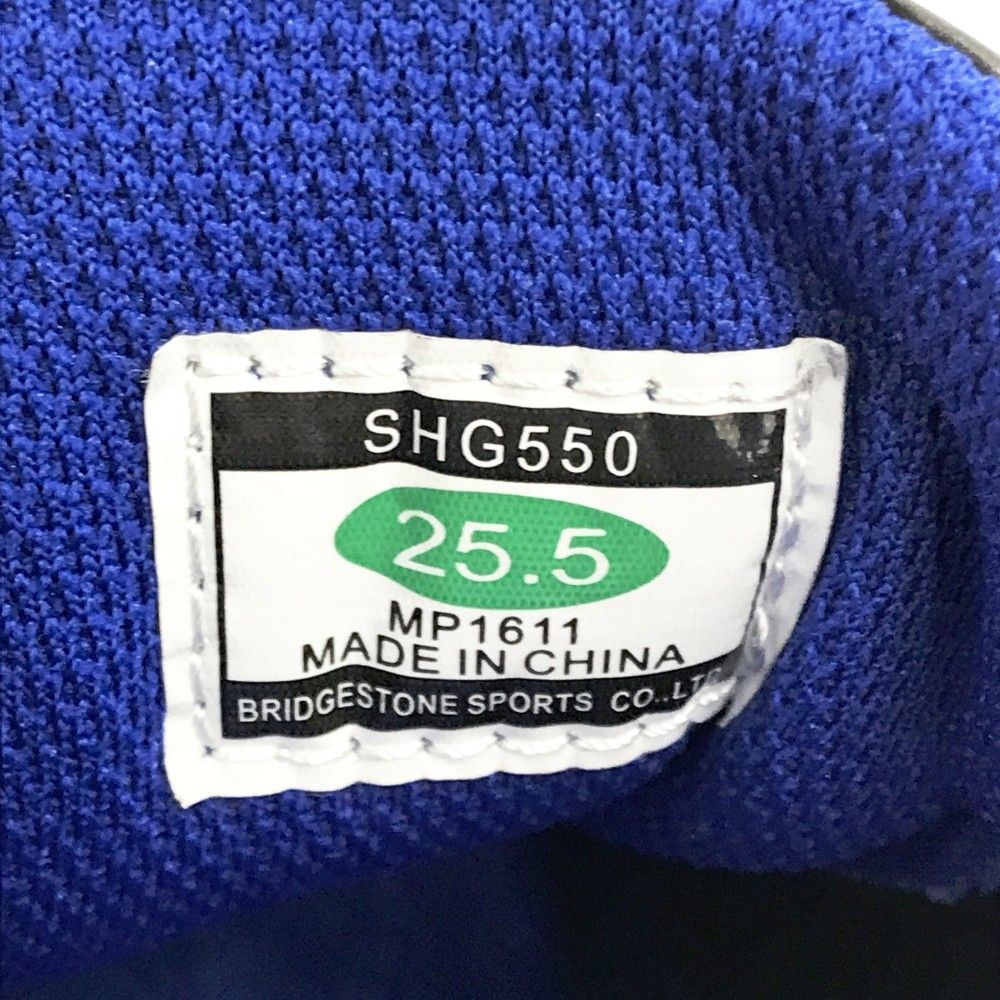 SHG550
25.5
MP1611
MADE IN CHINA
BRIDGESTONE SPORTS CO.,LTD